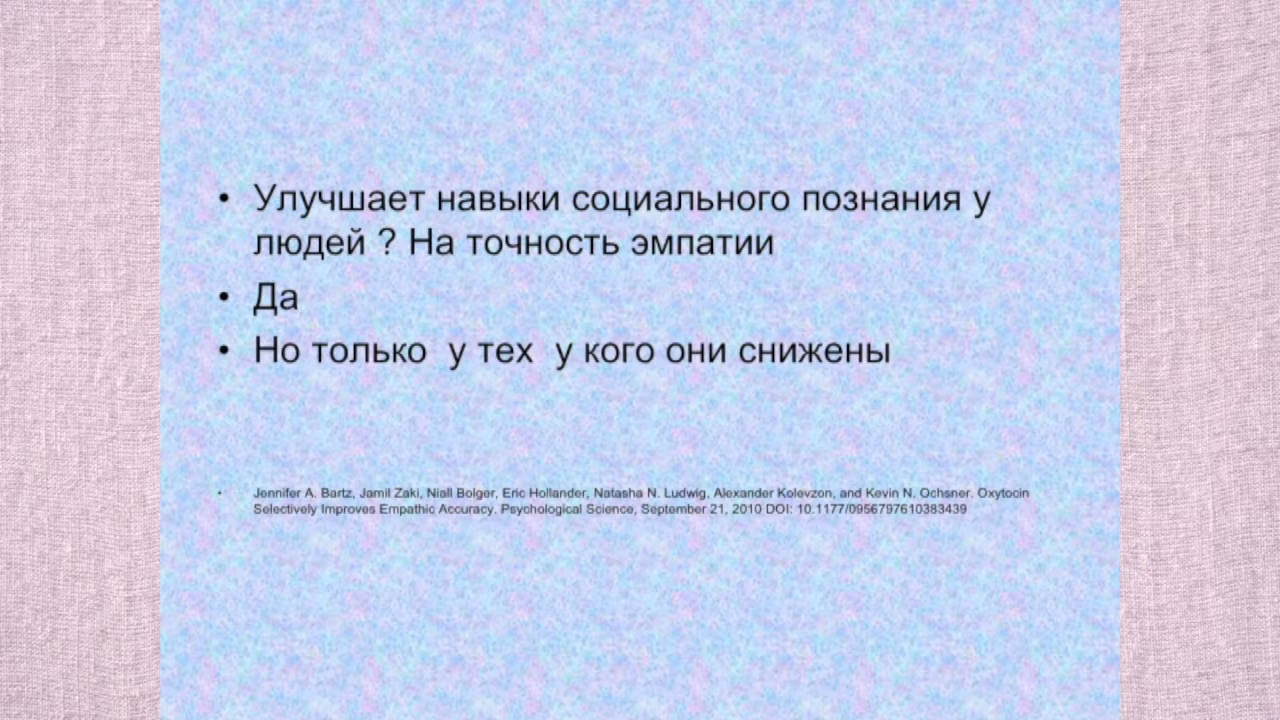 • Улучшает навыки социального познания у
людей ? На точность эмпатии
• Да
• Но только  у тех  у кого они снижены
• Jennifer A. Bartz, Jamil Zaki, Niall Bolger, Eric Hollander, Natasha N. Ludwig, Alexander Kolevzon, and Kevin N. Ochsner. Oxytocin
Selectively Improves Empathic Accuracy. Psychological Science, September 21, 2010 DOI: 10.1177/0956797610383439